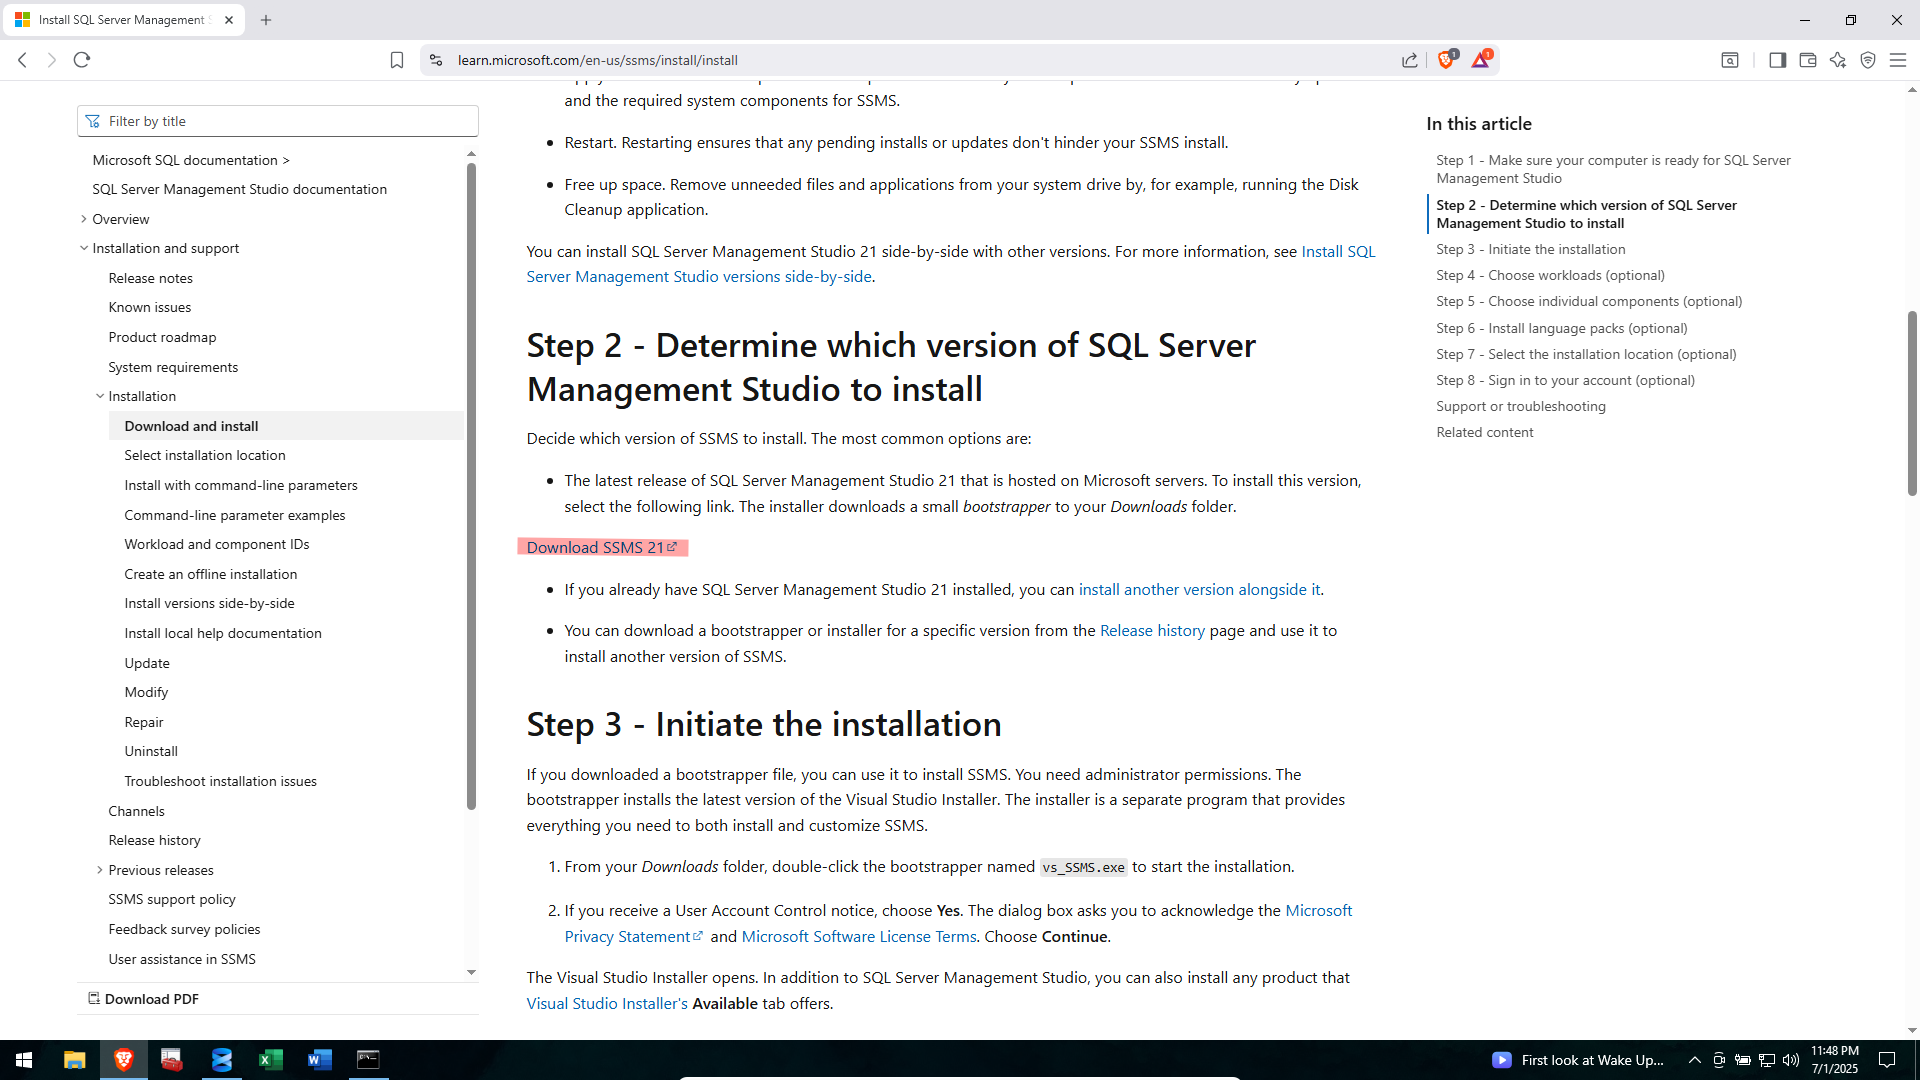 Install SQL Server Management S
learn.microsoft.com/en-us/ssms/install/install
1
1
Filter by title
Microsoft SQL documentation >
SQL Server Management Studio documentation
Overview
Installation and support
Release notes
Known issues
Product roadmap
System requirements
Installation
Download and install
Select installation location
Install with command-line parameters
Command-line parameter examples
Workload and component IDs
Create an offline installation
Install versions side-by-side
Install local help documentation
Update
Modify
Repair
Uninstall
Troubleshoot installation issues
Channels
Release history
Previous releases
SSMS support policy
Feedback survey policies
User assistance in SSMS
Download PDF
and the required system components for SSMS.
Restart. Restarting ensures that any pending installs or updates don't hinder your SSMS install.
Free up space. Remove unneeded files and applications from your system drive by, for example, running the Disk
Cleanup application.
You can install SQL Server Management Studio 21 side-by-side with other versions. For more information, see Install SQL
Server Management Studio versions side-by-side.
Step 2 - Determine which version of SQL Server
Management Studio to install
Decide which version of SSMS to install. The most common options are:
The latest release of SQL Server Management Studio 21 that is hosted on Microsoft servers. To install this version,
select the following link. The installer downloads a small bootstrapper to your Downloads folder.
Download SSMS 21
If you already have SQL Server Management Studio 21 installed, you can install another version alongside it.
You can download a bootstrapper or installer for a specific version from the Release history page and use it to
install another version of SSMS.
Step 3 - Initiate the installation
If you downloaded a bootstrapper file, you can use it to install SSMS. You need administrator permissions. The
bootstrapper installs the latest version of the Visual Studio Installer. The installer is a separate program that provides
everything you need to both install and customize SSMS.
1. From your Downloads folder, double-click the bootstrapper named vs_SSMS.exe to start the installation.
2. If you receive a User Account Control notice, choose Yes. The dialog box asks you to acknowledge the Microsoft
Privacy Statement and Microsoft Software License Terms. Choose Continue.
The Visual Studio Installer opens. In addition to SQL Server Management Studio, you can also install any product that
Visual Studio Installer's Available tab offers.
In this article
Step 1 - Make sure your computer is ready for SQL Server
Management Studio
Step 2 - Determine which version of SQL Server
Management Studio to install
Step 3 - Initiate the installation
Step 4 - Choose workloads (optional)
Step 5 - Choose individual components (optional)
Step 6 - Install language packs (optional)
Step 7 - Select the installation location (optional)
Step 8 - Sign in to your account (optional)
Support or troubleshooting
Related content
First look at Wake Up...
11:48 PM
7/1/2025